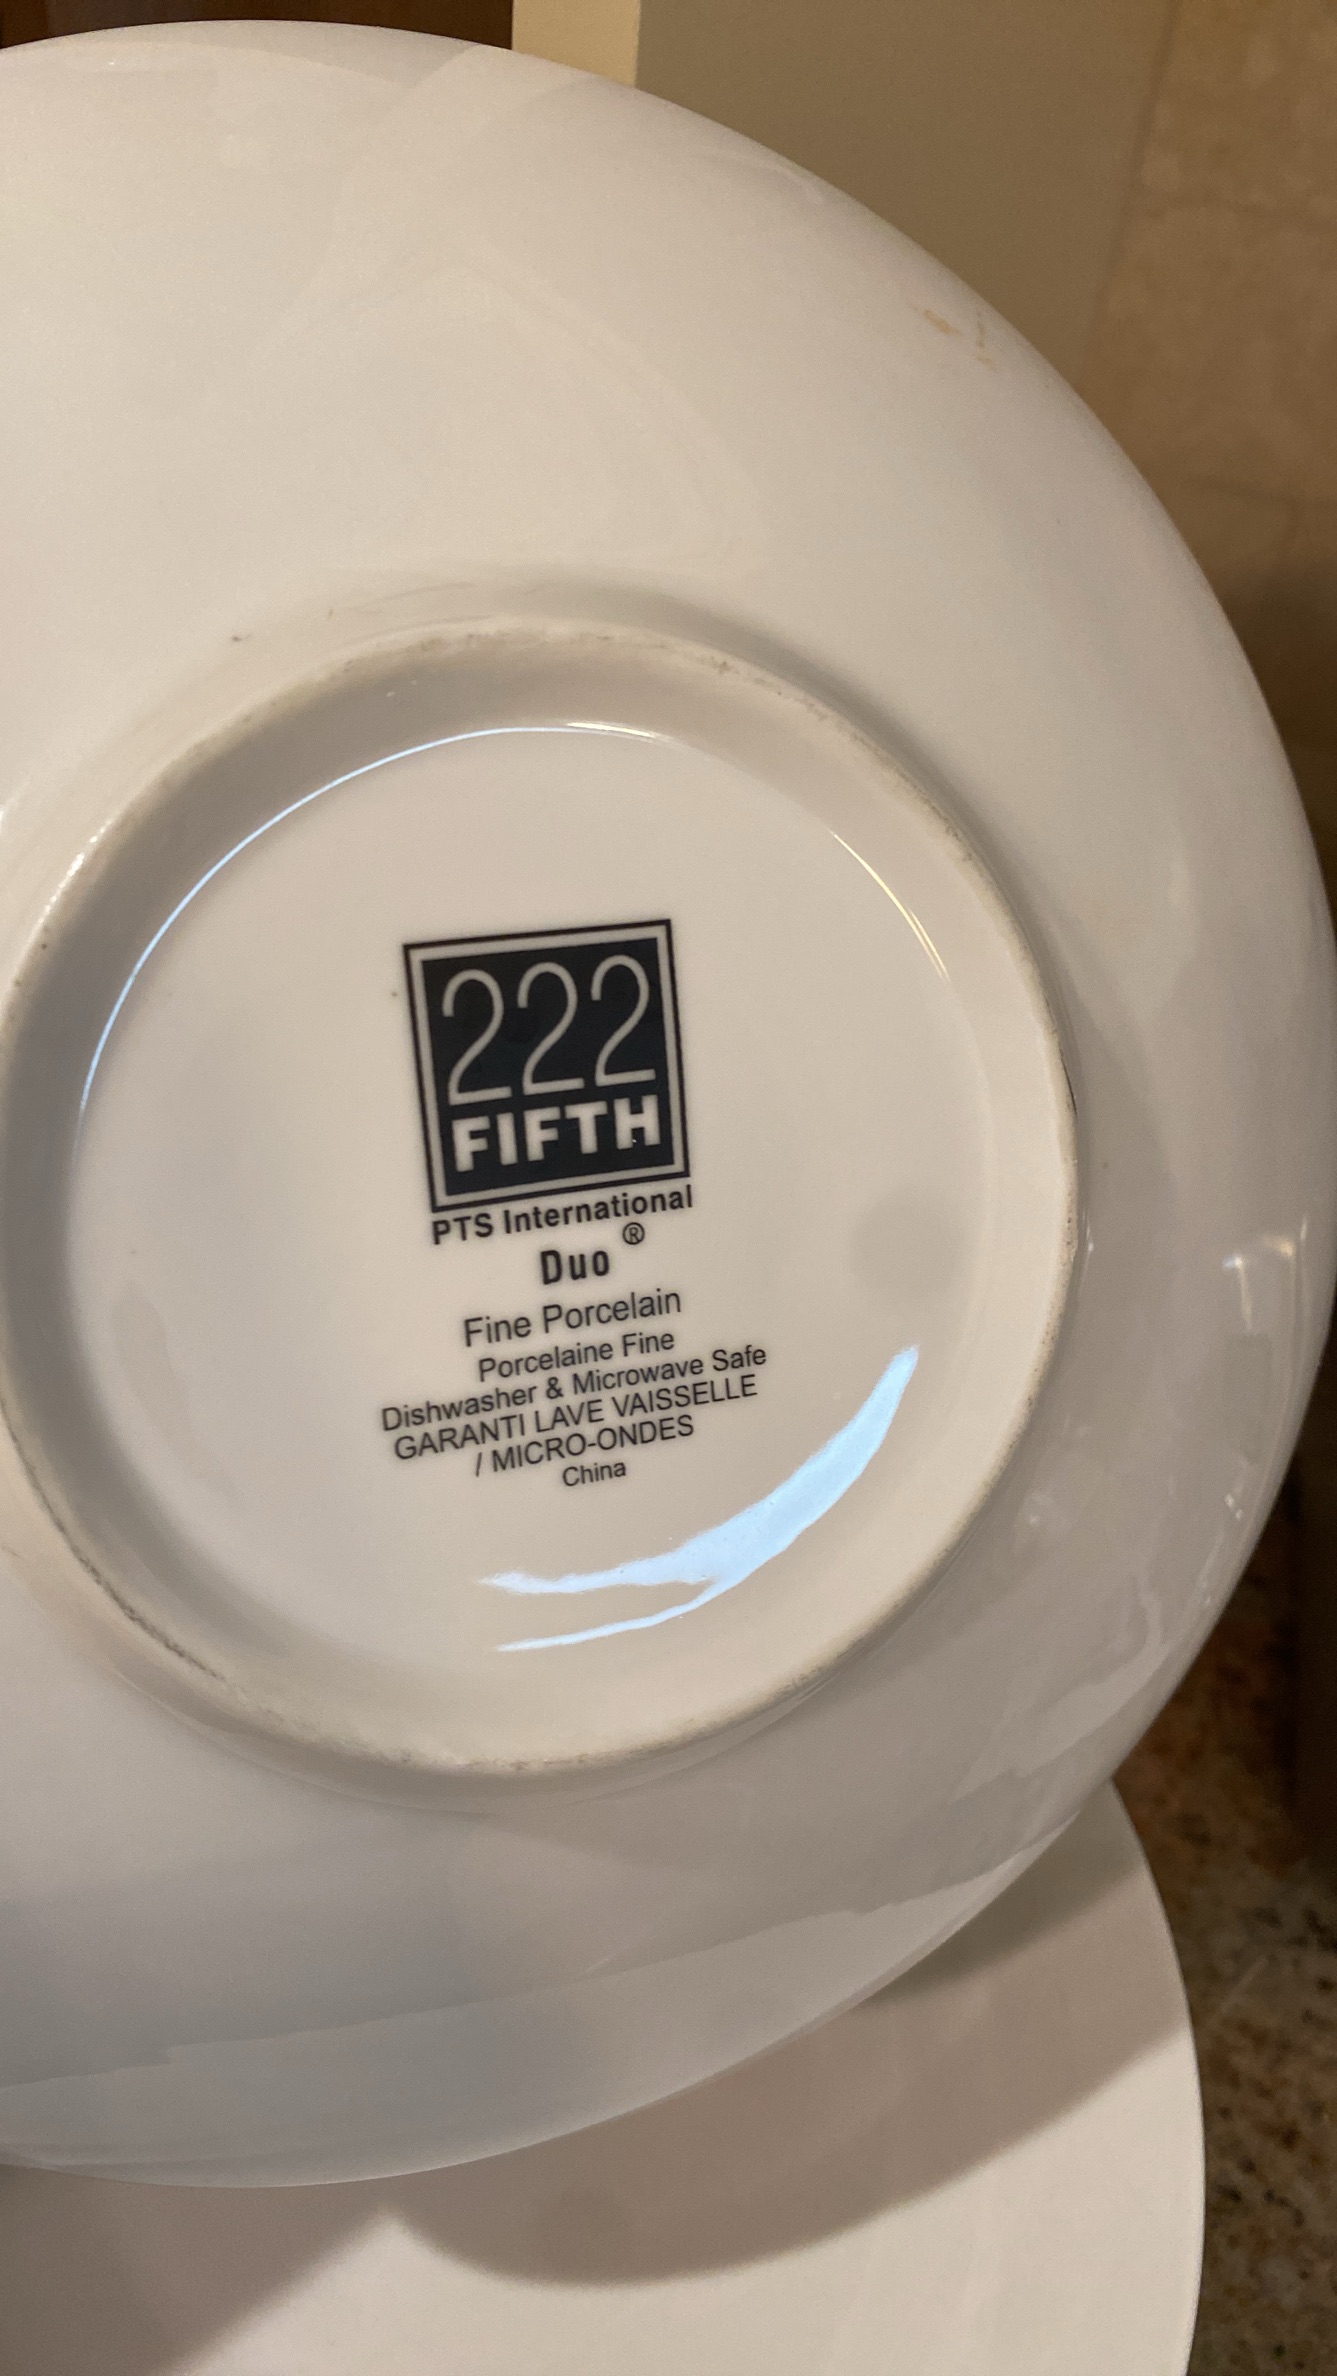 222
FIFTH
PTS International
Duo ®
Fine Porcelain
Porcelaine Fine
Dishwasher & Microwave Safe
GARANTI LAVE VAISSELLE
/ MICRO-ONDES
China